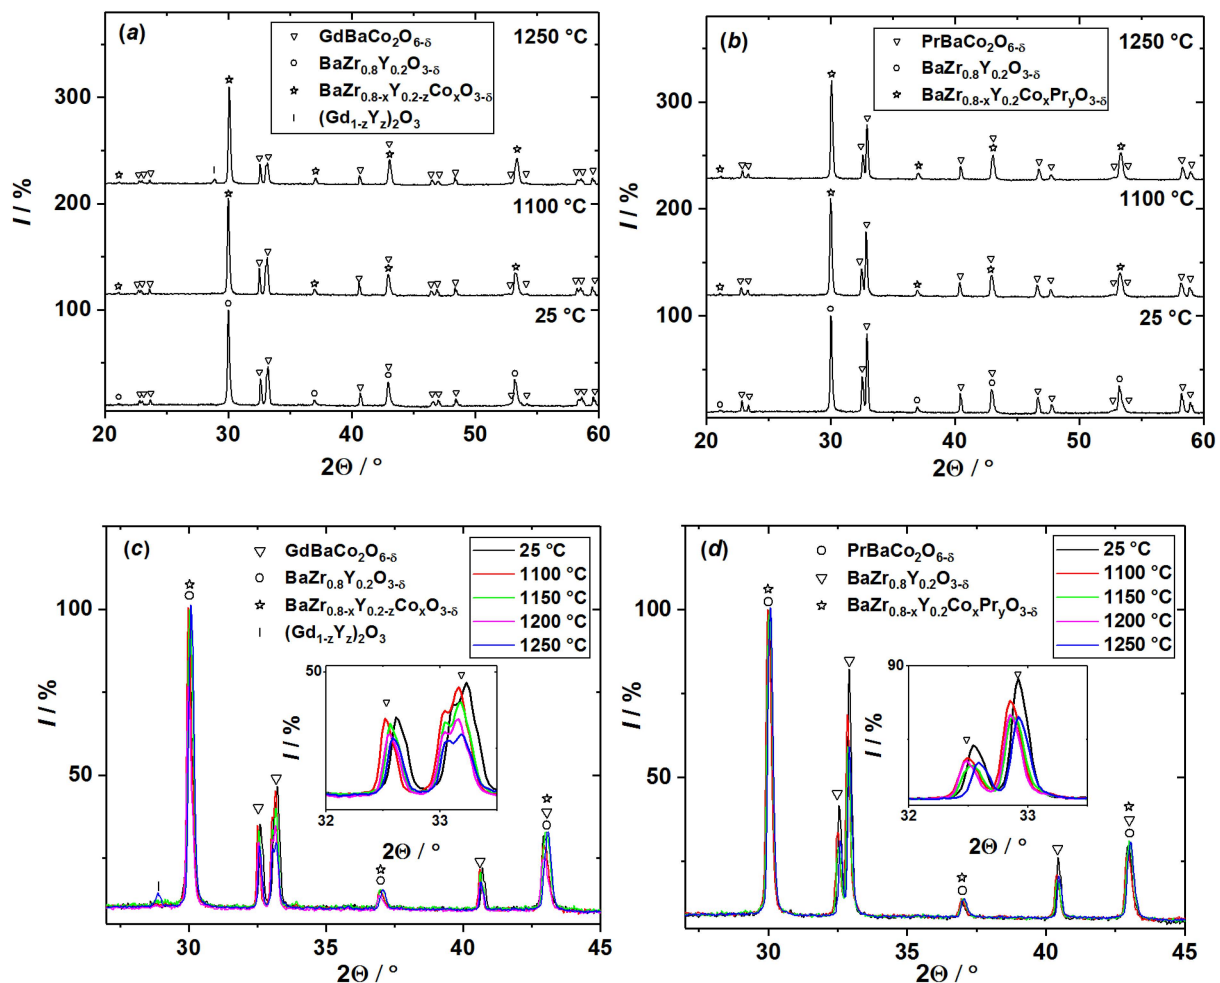 (a)
GdBaCo2O6-δ
BaZr0.8Y0.2O3-δ
BaZr0.8-xY0.2-zCoxO3-δ
(Gd1-zYz)2O3
1250 °C
1100 °C
25 °C
300
200
100
I / %
20 30 40 50 60
2Θ / °
(b)
PrBaCo2O6-δ
BaZr0.8Y0.2O3-δ
BaZr0.8-xY0.2CoxPryO3-δ
1250 °C
1100 °C
25 °C
300
200
100
I / %
20 30 40 50 60
2Θ / °
(c)
GdBaCo2O6-δ
BaZr0.8Y0.2O3-δ
BaZr0.8-xY0.2-zCoxO3-δ
(Gd1-zYz)2O3
25 °C
1100 °C
1150 °C
1200 °C
1250 °C
100
50
I / %
50
I / %
32 33
2Θ / °
30 35 40 45
2Θ / °
(d)
PrBaCo2O6-δ
BaZr0.8Y0.2O3-δ
BaZr0.8-xY0.2CoxPryO3-δ
25 °C
1100 °C
1150 °C
1200 °C
1250 °C
100
50
I / %
90
I / %
32 33
2Θ / °
30 35 40 45
2Θ / °